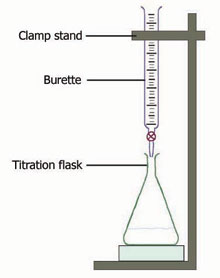 Clamp stand
Burette
Titration flask